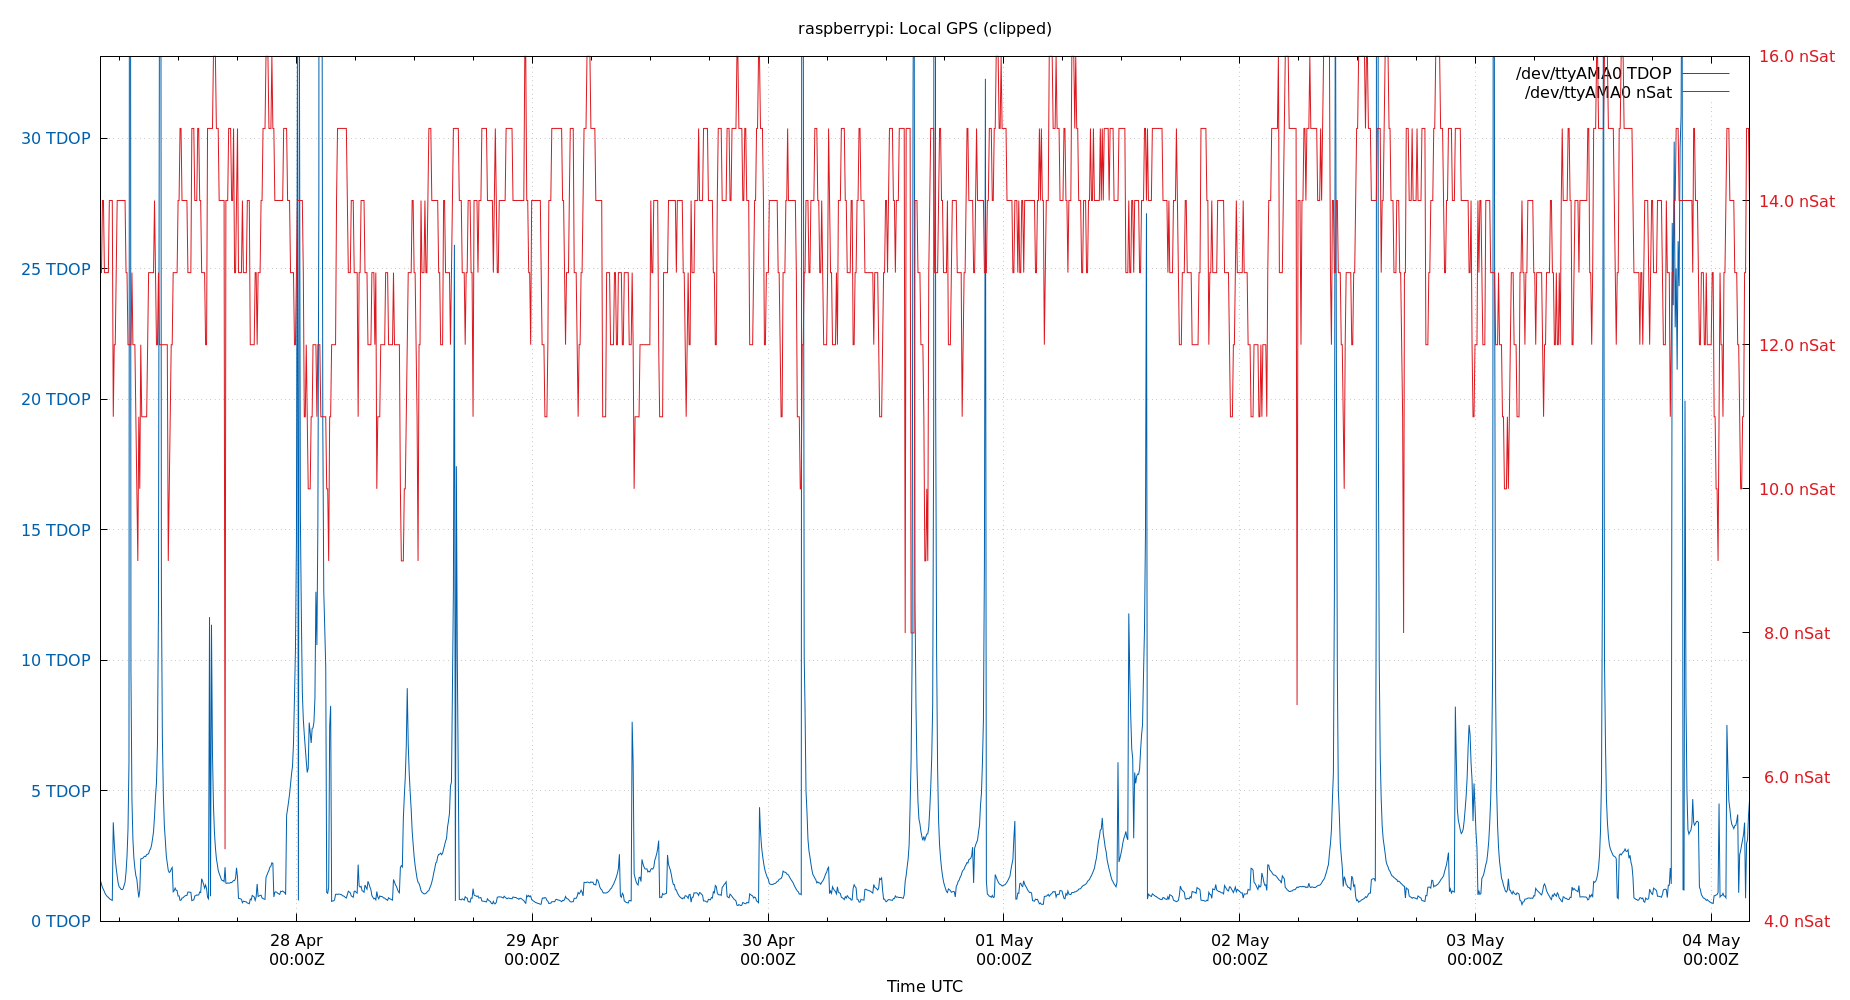 raspberrypi: Local GPS (clipped)
/dev/ttyAMA0 TDOP
/dev/ttyAMA0 nSat
30 TDOP
25 TDOP
20 TDOP
15 TDOP
10 TDOP
5 TDOP
0 TDOP
16.0 nSat
14.0 nSat
12.0 nSat
10.0 nSat
8.0 nSat
6.0 nSat
4.0 nSat
28 Apr
00:00Z
29 Apr
00:00Z
30 Apr
00:00Z
01 May
00:00Z
02 May
00:00Z
03 May
00:00Z
04 May
00:00Z
Time UTC